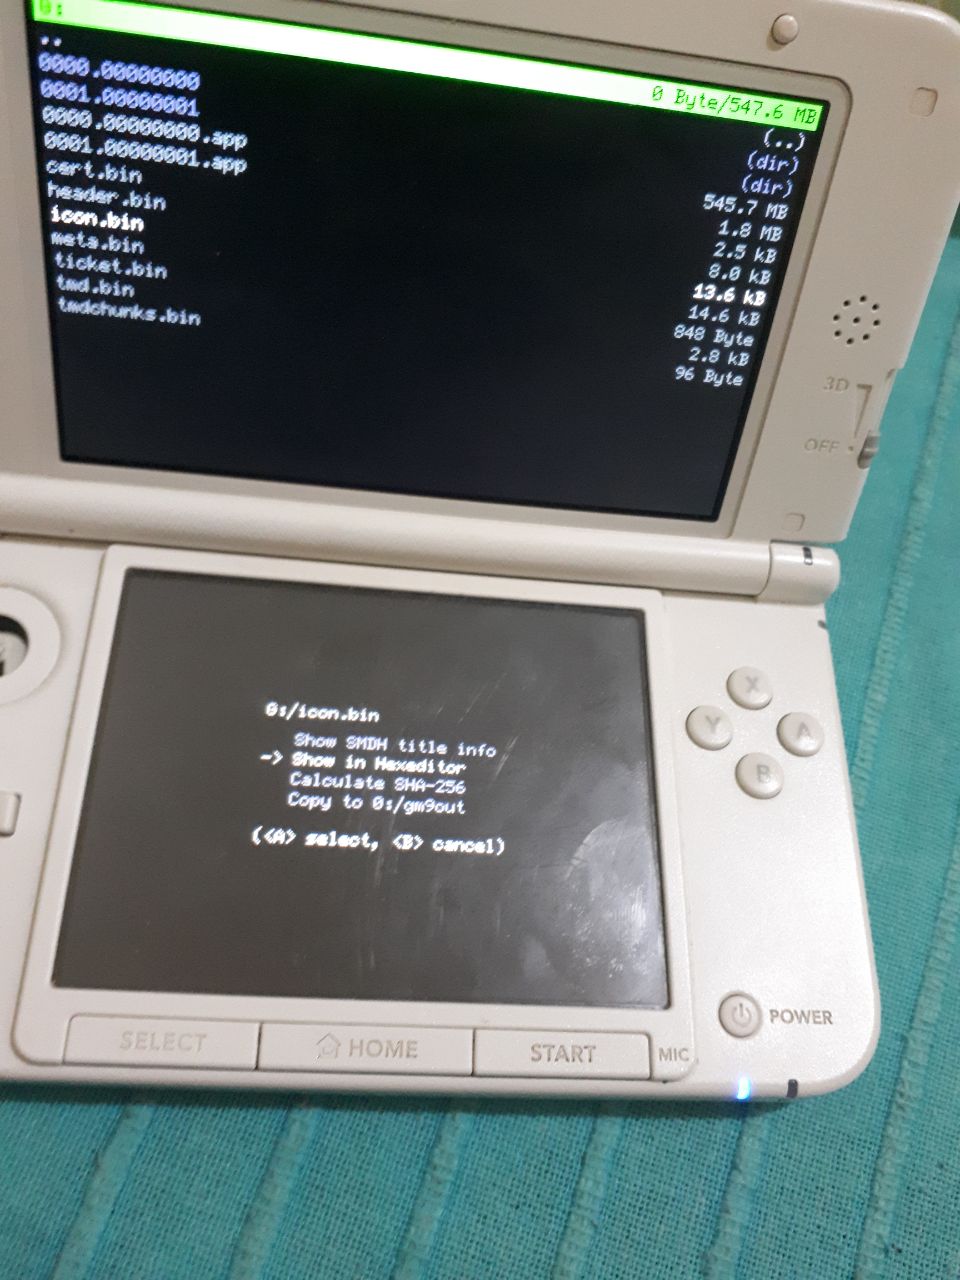 0:
0 Byte/547.6 MB
.. (..)
0000.00000000 (dir)
0001.00000001 (dir)
0000.00000000.app 545.7 MB
0001.00000001.app 1.8 MB
cert.bin 2.5 kB
header.bin 8.0 kB
icon.bin 13.6 kB
meta.bin 14.6 kB
ticket.bin 848 Byte
tmd.bin 2.8 kB
tmdchunks.bin 96 Byte
3D
OFF
0:/icon.bin
Show SMDH title info
-> Show in Hexeditor
Calculate SHA-256
Copy to 0:/gm9out
(<A> select, <B> cancel)
X
Y
A
B
POWER
SELECT
HOME
START
MIC